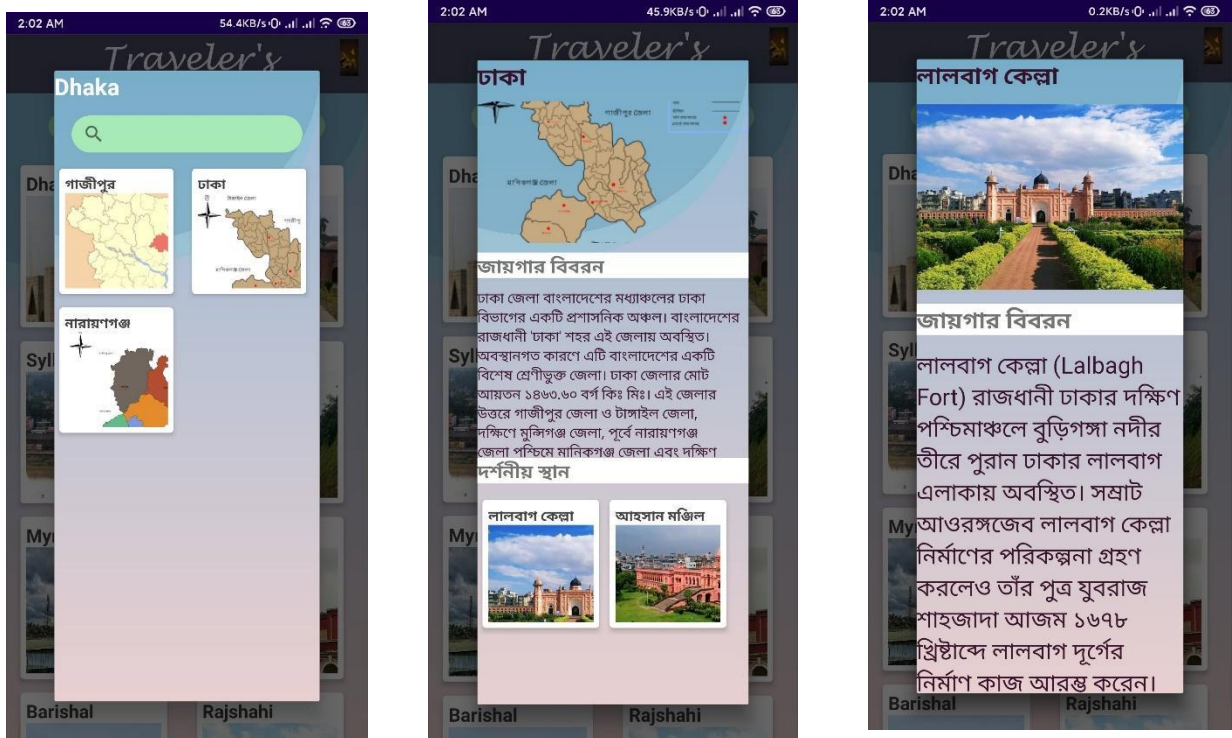 2:02 AM
54.4KB/s
63
Traveler's
Dhaka
Dha
গাজীপুর
ঢাকা
টাঙ্গাইল জেলা
গাজীপু
মানিকগঞ্জ জেলা
Syl
নারায়ণগঞ্জ
My
Barishal
Rajshahi
2:02 AM
45.9KB/s
63
Traveler's
ঢাকা
গাজীপুর জেলা
মানিকগঞ্জ জেলা
Dha
জায়গার বিবরন
ঢাকা জেলা বাংলাদেশের মধ্যাঞ্চলের ঢাকা
বিভাগের একটি প্রশাসনিক অঞ্চল। বাংলাদেশের
রাজধানী 'ঢাকা' শহর এই জেলায় অবস্থিত।
Syl
অবস্থানগত কারণে এটি বাংলাদেশের একটি
বিশেষ শ্রেণীভুক্ত জেলা। ঢাকা জেলার মোট
আয়তন ১৪৬৩.৬০ বর্গ কিঃ মিঃ। এই জেলার
উত্তরে গাজীপুর জেলা ও টাঙ্গাইল জেলা,
দক্ষিণে মুন্সিগঞ্জ জেলা, পূর্বে নারায়ণগঞ্জ
জেলা পশ্চিমে মানিকগঞ্জ জেলা এবং দক্ষিণ
দর্শনীয় স্থান
লালবাগ কেল্লা
আহসান মঞ্জিল
My
Barishal
Rajshahi
2:02 AM
0.2KB/s
63
Traveler's
লালবাগ কেল্লা
Dha
জায়গার বিবরন
Syl
লালবাগ কেল্লা (Lalbagh
Fort) রাজধানী ঢাকার দক্ষিণ
পশ্চিমাঞ্চলে বুড়িগঙ্গা নদীর
তীরে পুরান ঢাকার লালবাগ
এলাকায় অবস্থিত। সম্রাট
My
আওরঙ্গজেব লালবাগ কেল্লা
নির্মাণের পরিকল্পনা গ্রহণ
করলেও তাঁর পুত্র যুবরাজ
শাহজাদা আজম ১৬৭৮
খ্রিষ্টাব্দে লালবাগ দূর্গের
নির্মাণ কাজ আরম্ভ করেন।
Barishal
Rajshahi